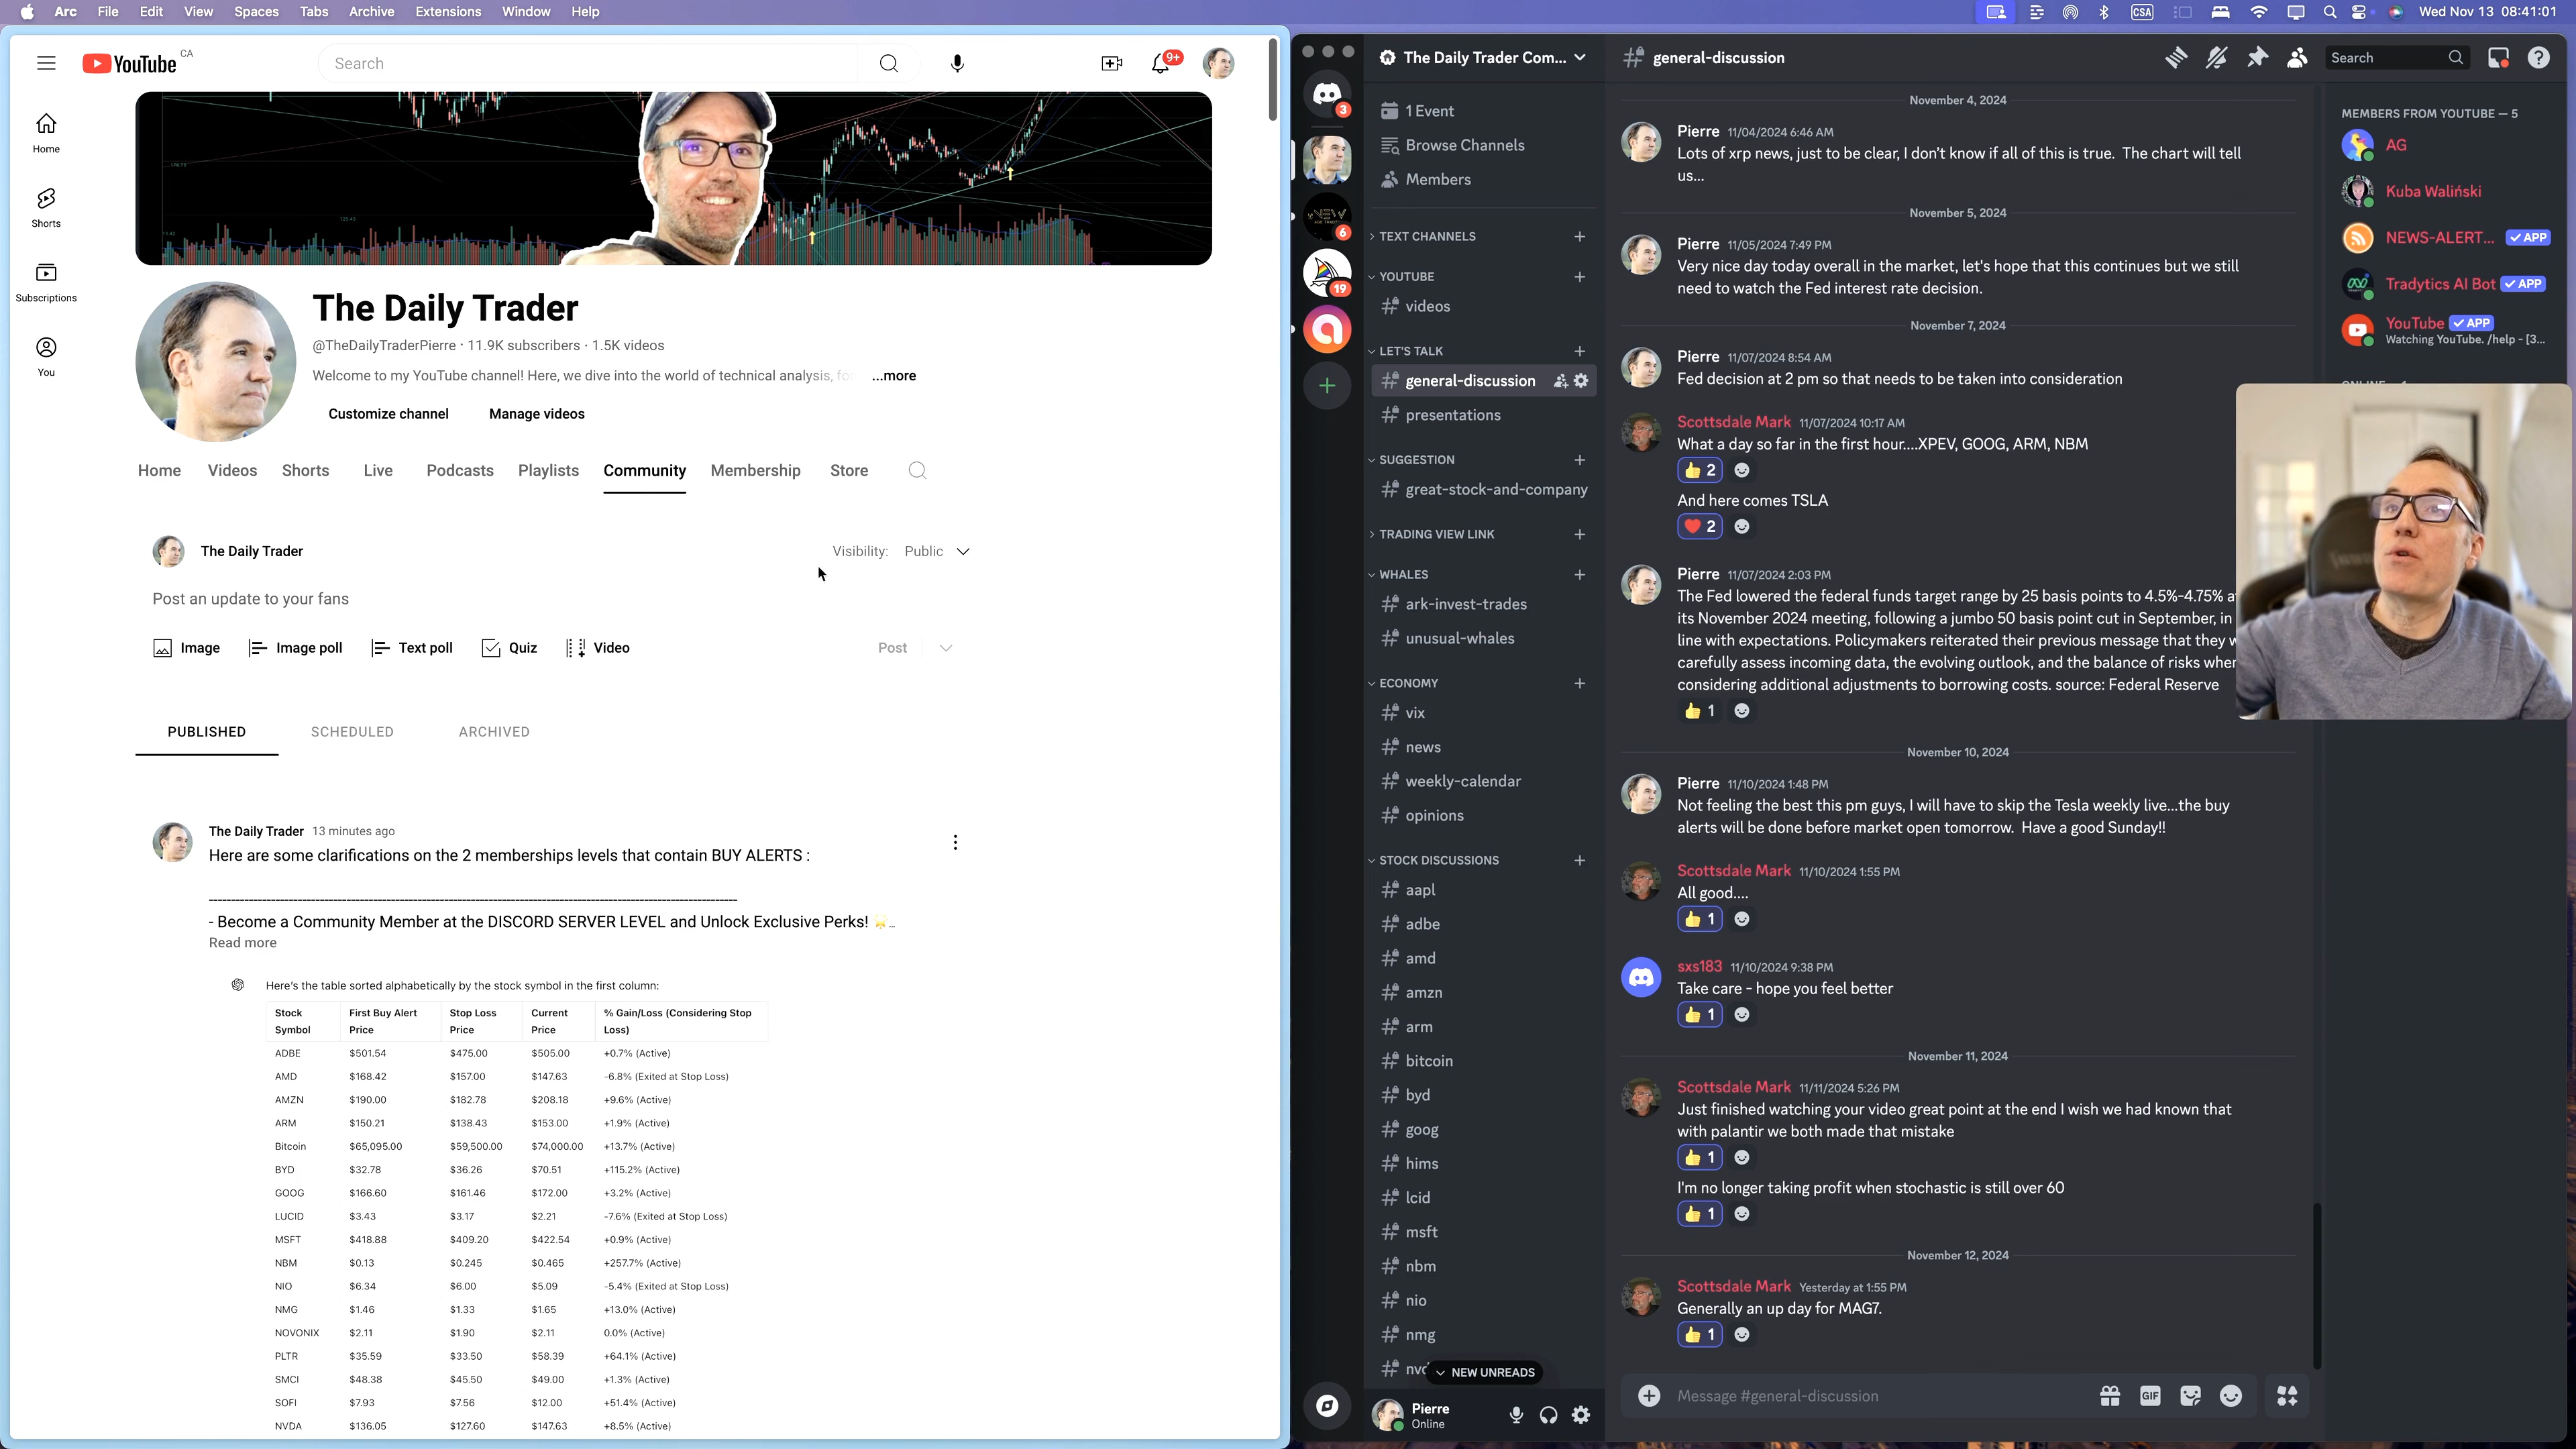 Arc File Edit View Spaces Tabs Archive Extensions Window Help
CSA
Wed Nov 13 08:41:01
YouTube CA
Search
9+
Home
Shorts
Subscriptions
You
The Daily Trader
@TheDailyTraderPierre · 11.9K subscribers · 1.5K videos
Welcome to my YouTube channel! Here, we dive into the world of technical analysis, ...more
Customize channel Manage videos
Home Videos Shorts Live Podcasts Playlists Community Membership Store
The Daily Trader
Visibility: Public
Post an update to your fans
Image Image poll Text poll Quiz Video Post
PUBLISHED SCHEDULED ARCHIVED
The Daily Trader 13 minutes ago
Here are some clarifications on the 2 memberships levels that contain BUY ALERTS :
- Become a Community Member at the DISCORD SERVER LEVEL and Unlock Exclusive Perks! 🌟...
Read more
Here's the table sorted alphabetically by the stock symbol in the first column:
Stock Symbol First Buy Alert Price Stop Loss Price Current Price % Gain/Loss (Considering Stop Loss)
ADBE $501.54 $475.00 $505.00 +0.7% (Active)
AMD $168.42 $157.00 $147.63 -6.8% (Exited at Stop Loss)
AMZN $190.00 $182.78 $208.18 +9.6% (Active)
ARM $150.21 $138.43 $153.00 +1.9% (Active)
Bitcoin $65,095.00 $59,500.00 $74,000.00 +13.7% (Active)
BYD $32.78 $36.26 $70.51 +115.2% (Active)
GOOG $166.60 $161.46 $172.00 +3.2% (Active)
LUCID $3.43 $3.17 $2.21 -7.6% (Exited at Stop Loss)
MSFT $418.88 $409.20 $422.54 +0.9% (Active)
NBM $0.13 $0.245 $0.465 +257.7% (Active)
NIO $6.34 $6.00 $5.09 -5.4% (Exited at Stop Loss)
NMG $1.46 $1.33 $1.65 +13.0% (Active)
NOVONIX $2.11 $1.90 $2.11 0.0% (Active)
PLTR $35.59 $33.50 $58.39 +64.1% (Active)
SMCI $48.38 $45.50 $49.00 +1.3% (Active)
SOFI $7.93 $7.56 $12.00 +51.4% (Active)
NVDA $136.05 $127.60 $147.63 +8.5% (Active)
3
6
19
The Daily Trader Com...
1 Event
Browse Channels
Members
TEXT CHANNELS
YOUTUBE
videos
LET'S TALK
general-discussion
presentations
SUGGESTION
great-stock-and-company
TRADING VIEW LINK
WHALES
ark-invest-trades
unusual-whales
ECONOMY
vix
news
weekly-calendar
opinions
STOCK DISCUSSIONS
aapl
adbe
amd
amzn
arm
bitcoin
byd
goog
hims
lcid
msft
nbm
nio
nmg
NEW UNREADS
Pierre
Online
general-discussion
Search
November 4, 2024
Pierre 11/04/2024 6:46 AM
Lots of xrp news, just to be clear, I don't know if all of this is true. The chart will tell
us...
November 5, 2024
Pierre 11/05/2024 7:49 PM
Very nice day today overall in the market, let's hope that this continues but we still
need to watch the Fed interest rate decision.
November 7, 2024
Pierre 11/07/2024 8:54 AM
Fed decision at 2 pm so that needs to be taken into consideration
Scottsdale Mark 11/07/2024 10:17 AM
What a day so far in the first hour....XPEV, GOOG, ARM, NBM
👍 2
And here comes TSLA
❤️ 2
Pierre 11/07/2024 2:03 PM
The Fed lowered the federal funds target range by 25 basis points to 4.5%-4.75%
its November 2024 meeting, following a jumbo 50 basis point cut in September, in
line with expectations. Policymakers reiterated their previous message that they
carefully assess incoming data, the evolving outlook, and the balance of risks
considering additional adjustments to borrowing costs. source: Federal Reserve
👍 1
November 10, 2024
Pierre 11/10/2024 1:48 PM
Not feeling the best this pm guys, I will have to skip the Tesla weekly live...the buy
alerts will be done before market open tomorrow. Have a good Sunday!!
Scottsdale Mark 11/10/2024 1:55 PM
All good....
👍 1
sxs183 11/10/2024 9:38 PM
Take care - hope you feel better
👍 1
November 11, 2024
Scottsdale Mark 11/11/2024 5:26 PM
Just finished watching your video great point at the end I wish we had known that
with palantir we both made that mistake
👍 1
I'm no longer taking profit when stochastic is still over 60
👍 1
November 12, 2024
Scottsdale Mark Yesterday at 1:55 PM
Generally an up day for MAG7.
👍 1
Message #general-discussion
GIF
MEMBERS FROM YOUTUBE — 5
AG
Kuba Waliński
NEWS-ALERT... ✓ APP
Tradytics AI Bot ✓ APP
YouTube ✓ APP
Watching YouTube. /help - [3...